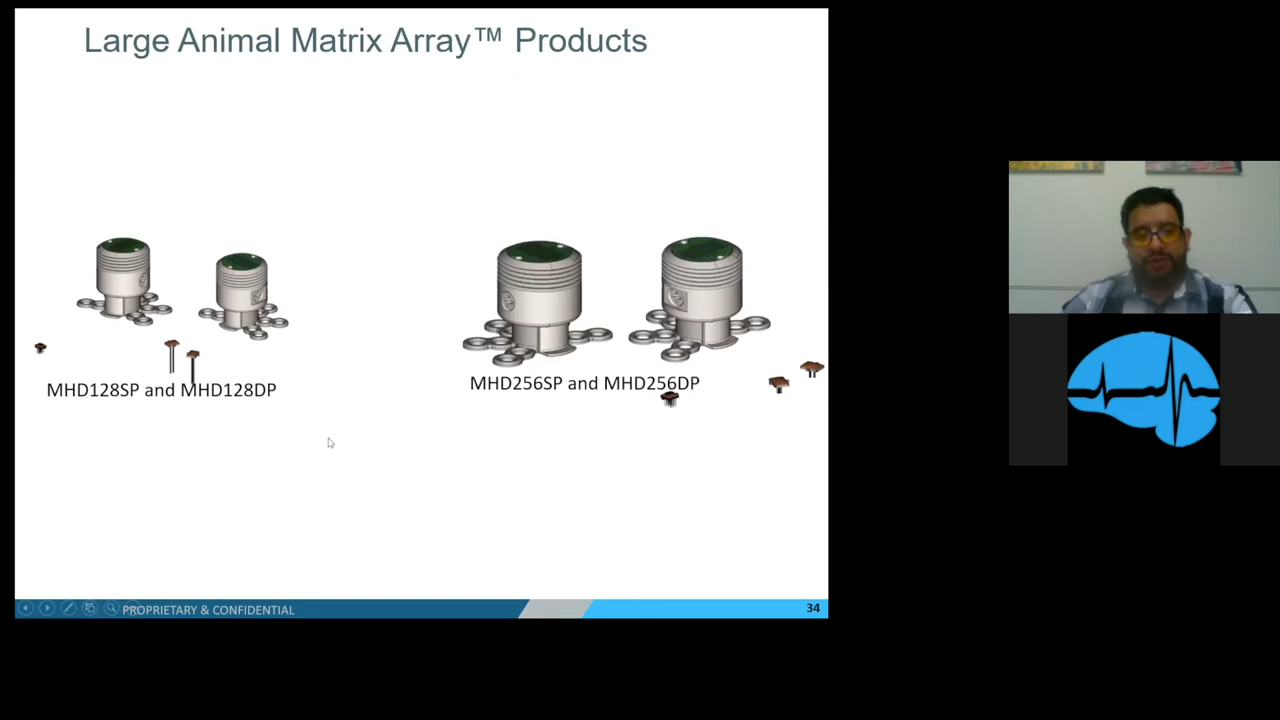 Large Animal Matrix Array™ Products
MHD128SP and MHD128DP
MHD256SP and MHD256DP
PROPRIETARY & CONFIDENTIAL
34